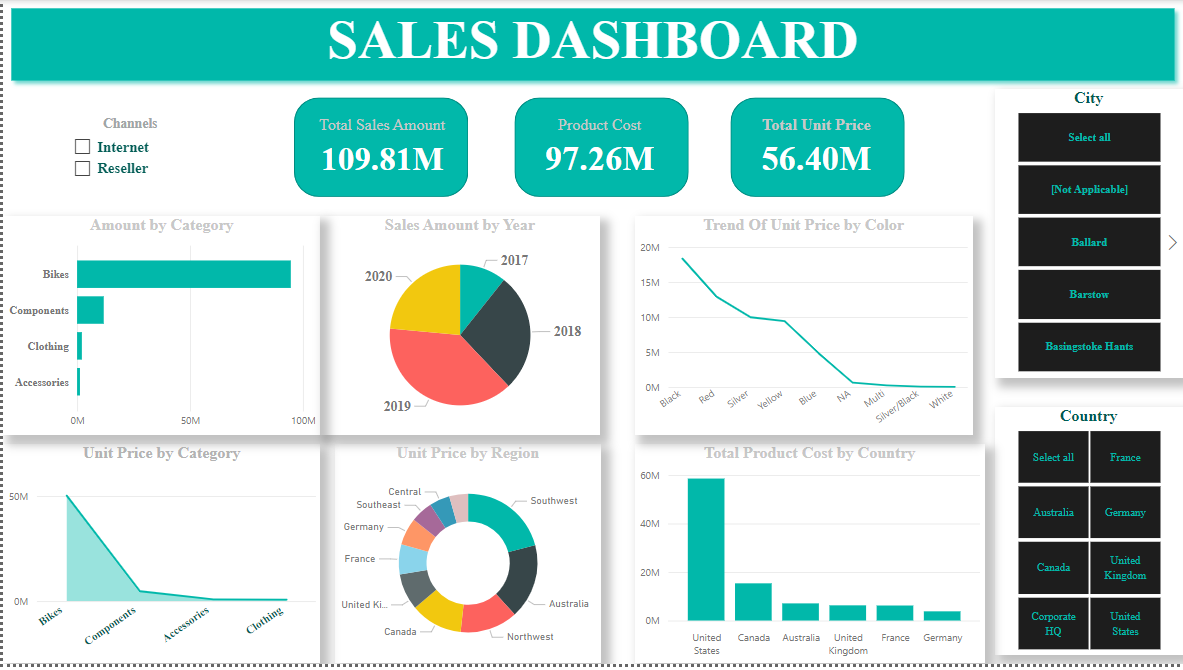 SALES DASHBOARD
Channels
Internet
Reseller
Total Sales Amount
109.81M
Product Cost
97.26M
Total Unit Price
56.40M
City
Select all
[Not Applicable]
Ballard
Barstow
Basingstoke Hants
Amount by Category
Bikes
Components
Clothing
Accessories
0M
50M
100M
Sales Amount by Year
2017
2018
2019
2020
Trend Of Unit Price by Color
20M
15M
10M
5M
0M
Black
Red
Silver
Yellow
Blue
NA
Multi
Silver/Black
White
Unit Price by Category
50M
0M
Bikes
Components
Accessories
Clothing
Unit Price by Region
Southwest
Australia
Northwest
Canada
United Ki...
France
Germany
Southeast
Central
Total Product Cost by Country
60M
40M
20M
0M
United
States
Canada
Australia
United
Kingdom
France
Germany
Country
Select all
France
Australia
Germany
Canada
United
Kingdom
Corporate
HQ
United
States